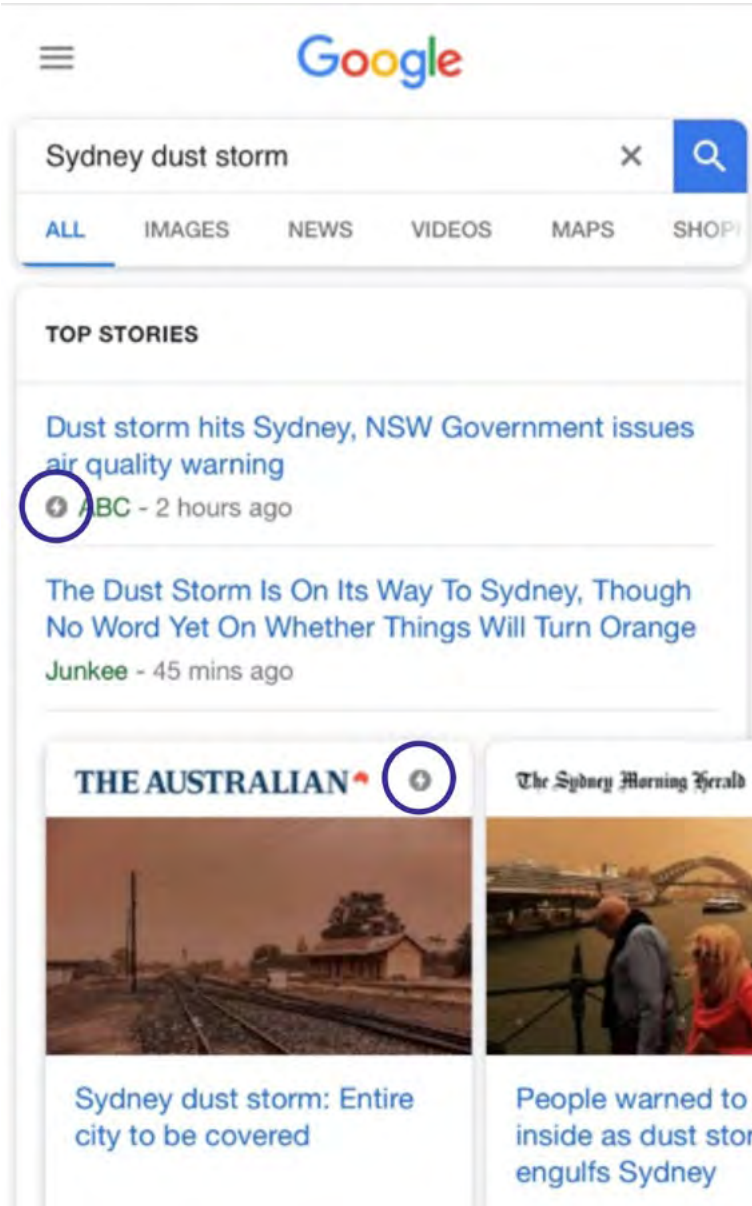 Google
Sydney dust storm
ALL IMAGES NEWS VIDEOS MAPS SHOP
TOP STORIES
Dust storm hits Sydney, NSW Government issues
air quality warning
ABC - 2 hours ago
The Dust Storm Is On Its Way To Sydney, Though
No Word Yet On Whether Things Will Turn Orange
Junkee - 45 mins ago
THE AUSTRALIAN
Sydney dust storm: Entire
city to be covered
The Sydney Morning Herald
People warned to
inside as dust stor
engulfs Sydney